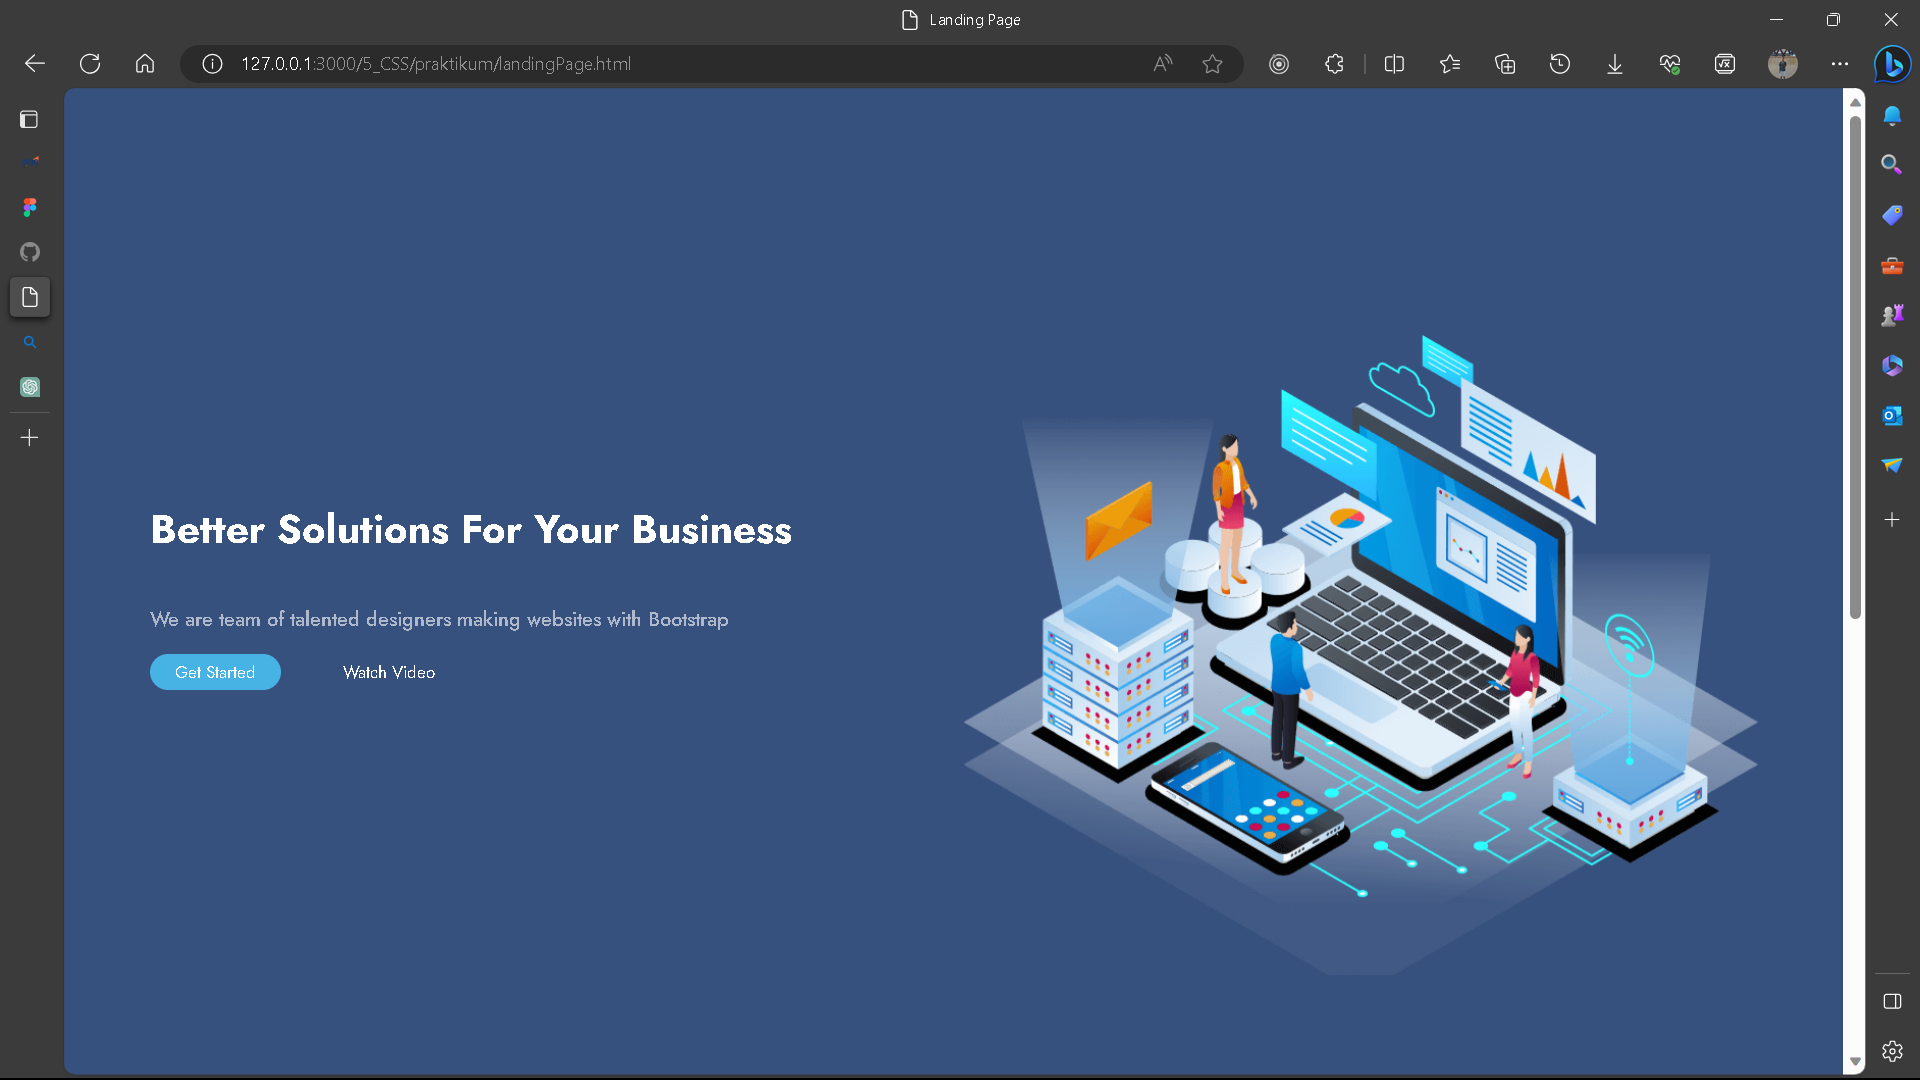 Landing Page
127.0.0.1:3000/5_CSS/praktikum/landingPage.html
Better Solutions For Your Business
We are team of talented designers making websites with Bootstrap
Get Started
Watch Video